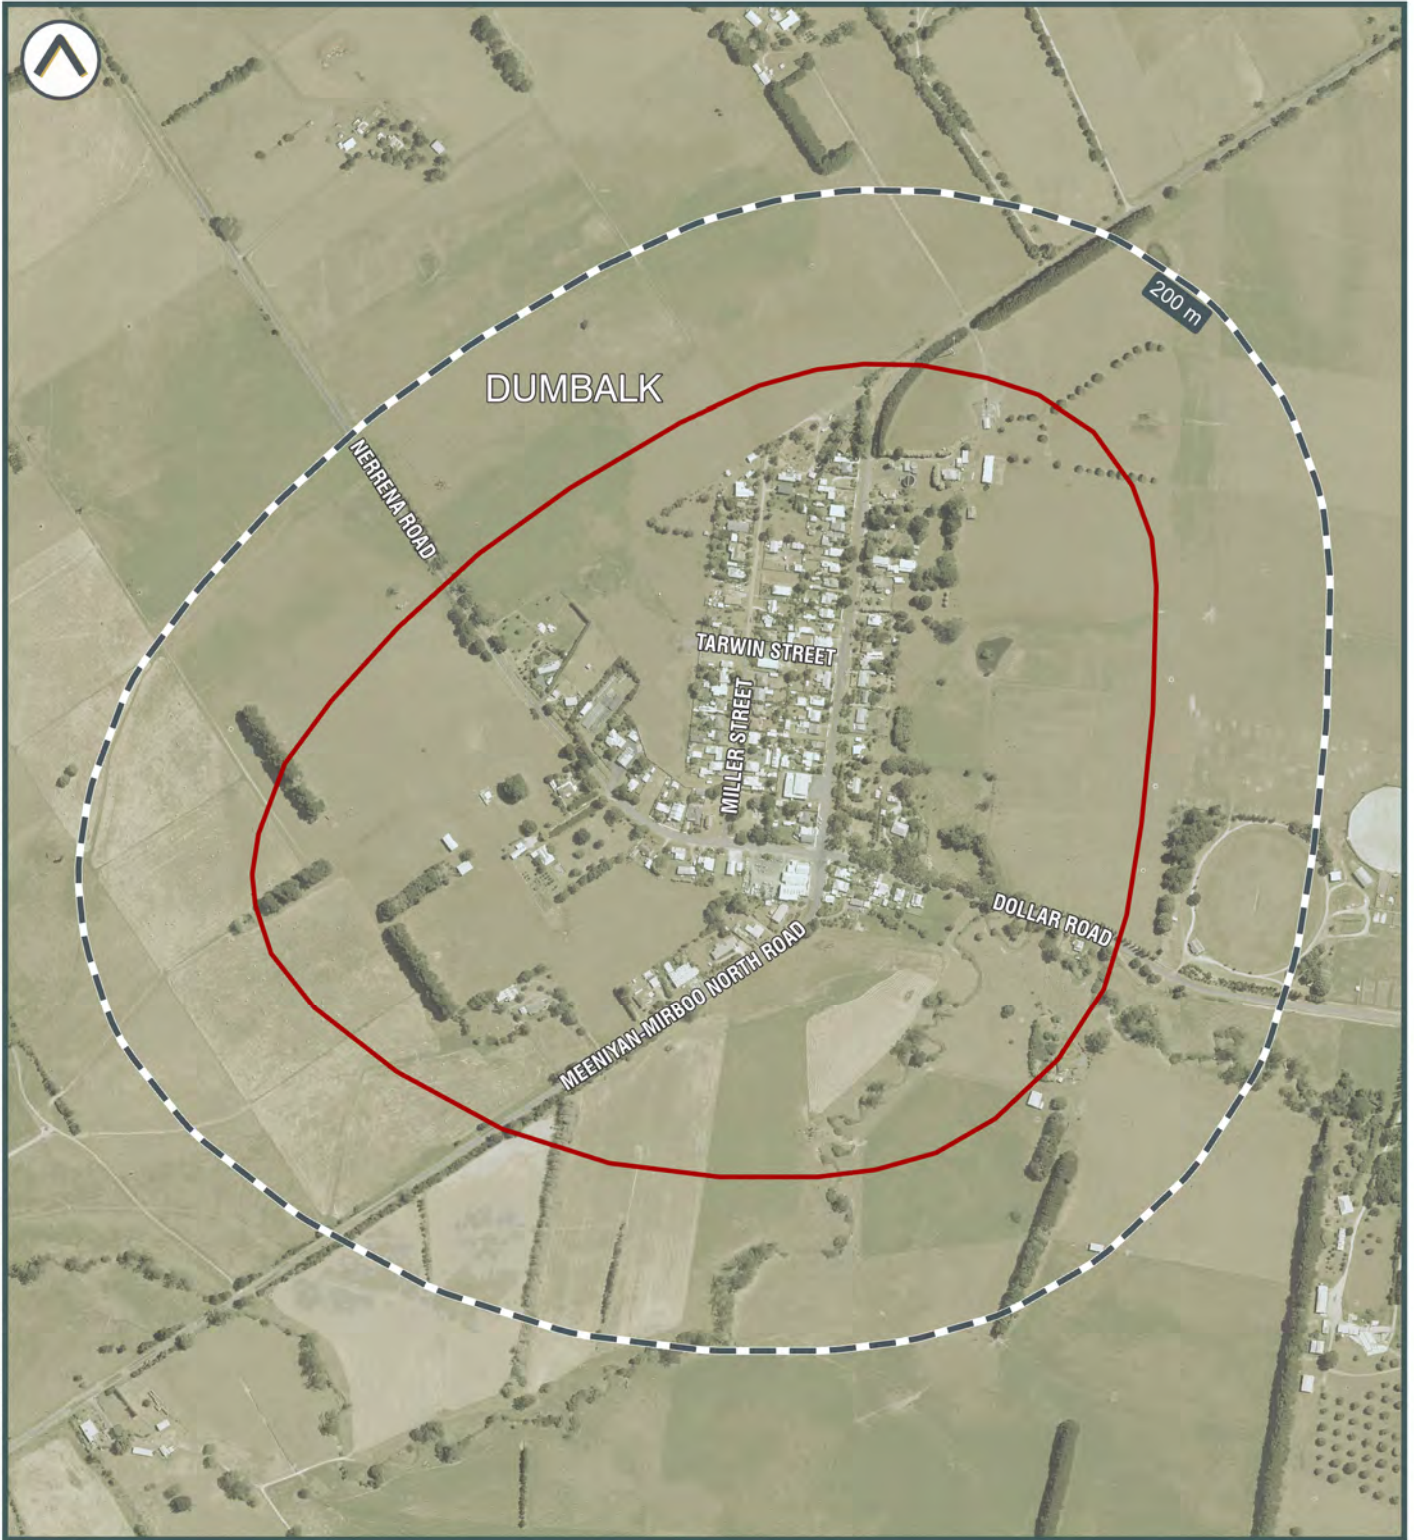 200 m
DUMBALK
NERRENA ROAD
TARWIN STREET
MILLER STREET
DOLLAR ROAD
MEENIYAN-MIRBOO NORTH ROAD